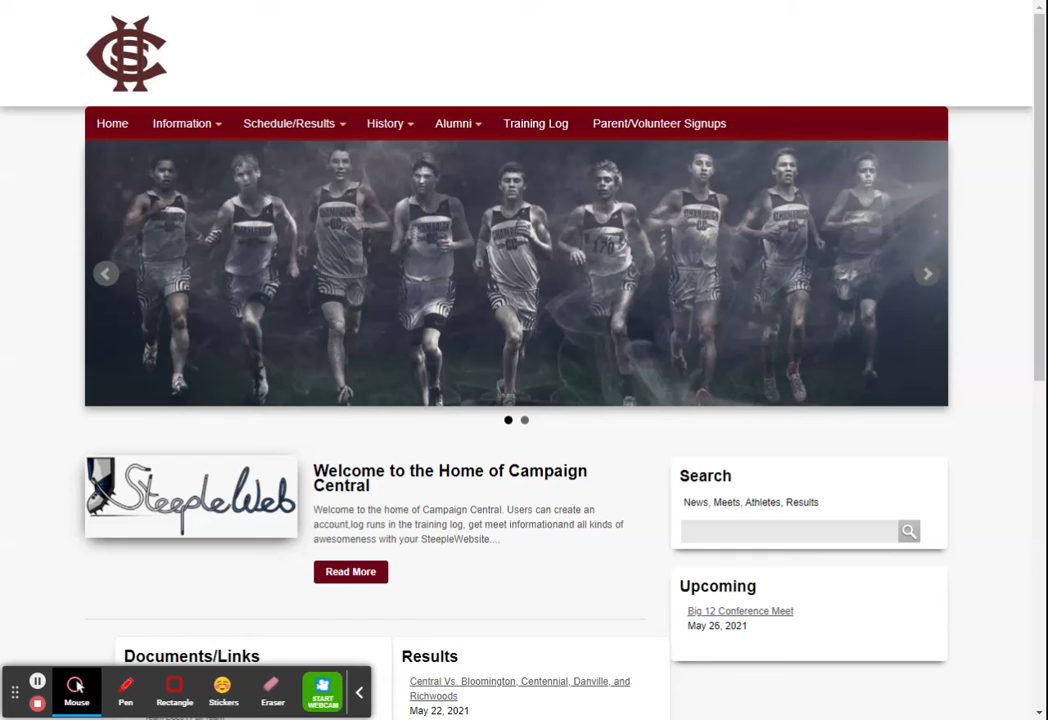 CHS
Home Information Schedule/Results History Alumni Training Log Parent/Volunteer Signups
CHAMPAIGN
CC
170
SteepleWeb
Welcome to the Home of Campaign
Central
Welcome to the home of Campaign Central. Users can create an
account,log runs in the training log, get meet informationand all kinds of
awesomeness with your SteepleWebsite....
Read More
Search
News, Meets, Athletes, Results
Upcoming
Big 12 Conference Meet
May 26, 2021
Documents/Links
Results
Central Vs. Bloomington, Centennial, Danville, and
Richwoods
May 22, 2021
Mouse Pen Rectangle Stickers Eraser START
WEBCAM